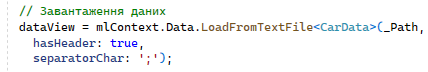 // Завантаження даних
dataView = mlContext.Data.LoadFromTextFile<CarData>(_Path,
hasHeader: true,
separatorChar: ';');